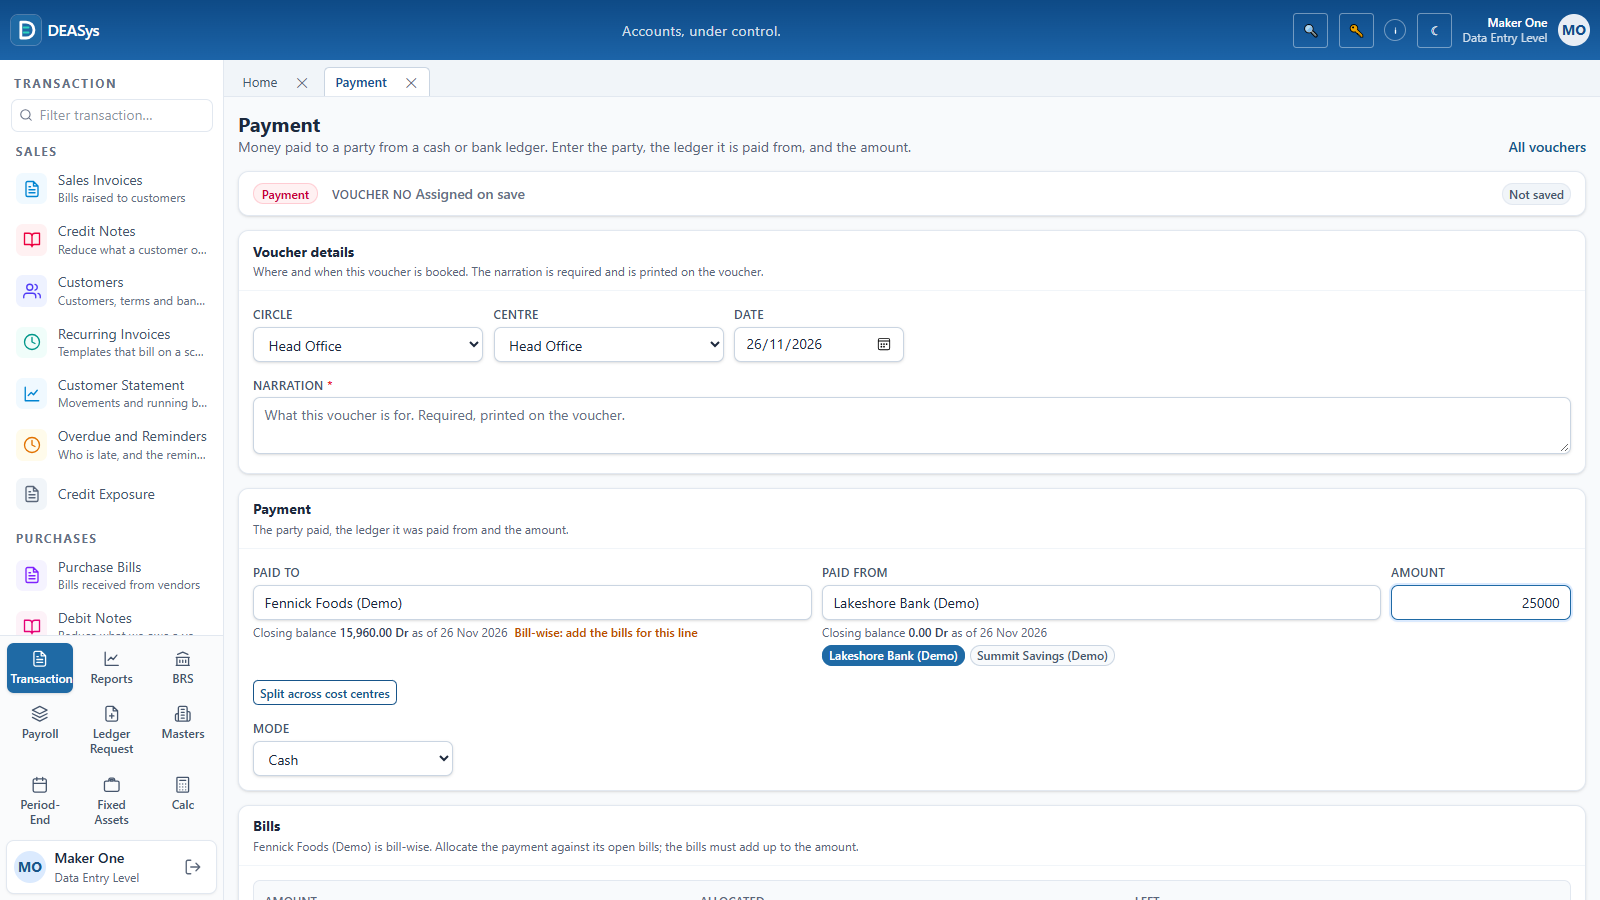 DEASys
Accounts, under control.
Maker One
Data Entry Level
MO
TRANSACTION
Filter transaction...
SALES
Sales Invoices
Bills raised to customers
Credit Notes
Reduce what a customer o...
Customers
Customers, terms and ban...
Recurring Invoices
Templates that bill on a sc...
Customer Statement
Movements and running b...
Overdue and Reminders
Who is late, and the remin...
Credit Exposure
PURCHASES
Purchase Bills
Bills received from vendors
Debit Notes
Transaction
Reports
BRS
Payroll
Ledger Request
Masters
Period-End
Fixed Assets
Calc
MO
Maker One
Data Entry Level
Home
Payment
Payment
Money paid to a party from a cash or bank ledger. Enter the party, the ledger it is paid from, and the amount.
All vouchers
Payment
VOUCHER NO Assigned on save
Not saved
Voucher details
Where and when this voucher is booked. The narration is required and is printed on the voucher.
CIRCLE
CENTRE
DATE
Head Office
Head Office
26/11/2026
NARRATION *
What this voucher is for. Required, printed on the voucher.
Payment
The party paid, the ledger it was paid from and the amount.
PAID TO
PAID FROM
AMOUNT
Fennick Foods (Demo)
Lakeshore Bank (Demo)
25000
Closing balance 15,960.00 Dr as of 26 Nov 2026 Bill-wise: add the bills for this line
Closing balance 0.00 Dr as of 26 Nov 2026
Lakeshore Bank (Demo)
Summit Savings (Demo)
Split across cost centres
MODE
Cash
Bills
Fennick Foods (Demo) is bill-wise. Allocate the payment against its open bills; the bills must add up to the amount.
AMOUNT
ALLOCATED
LEFT